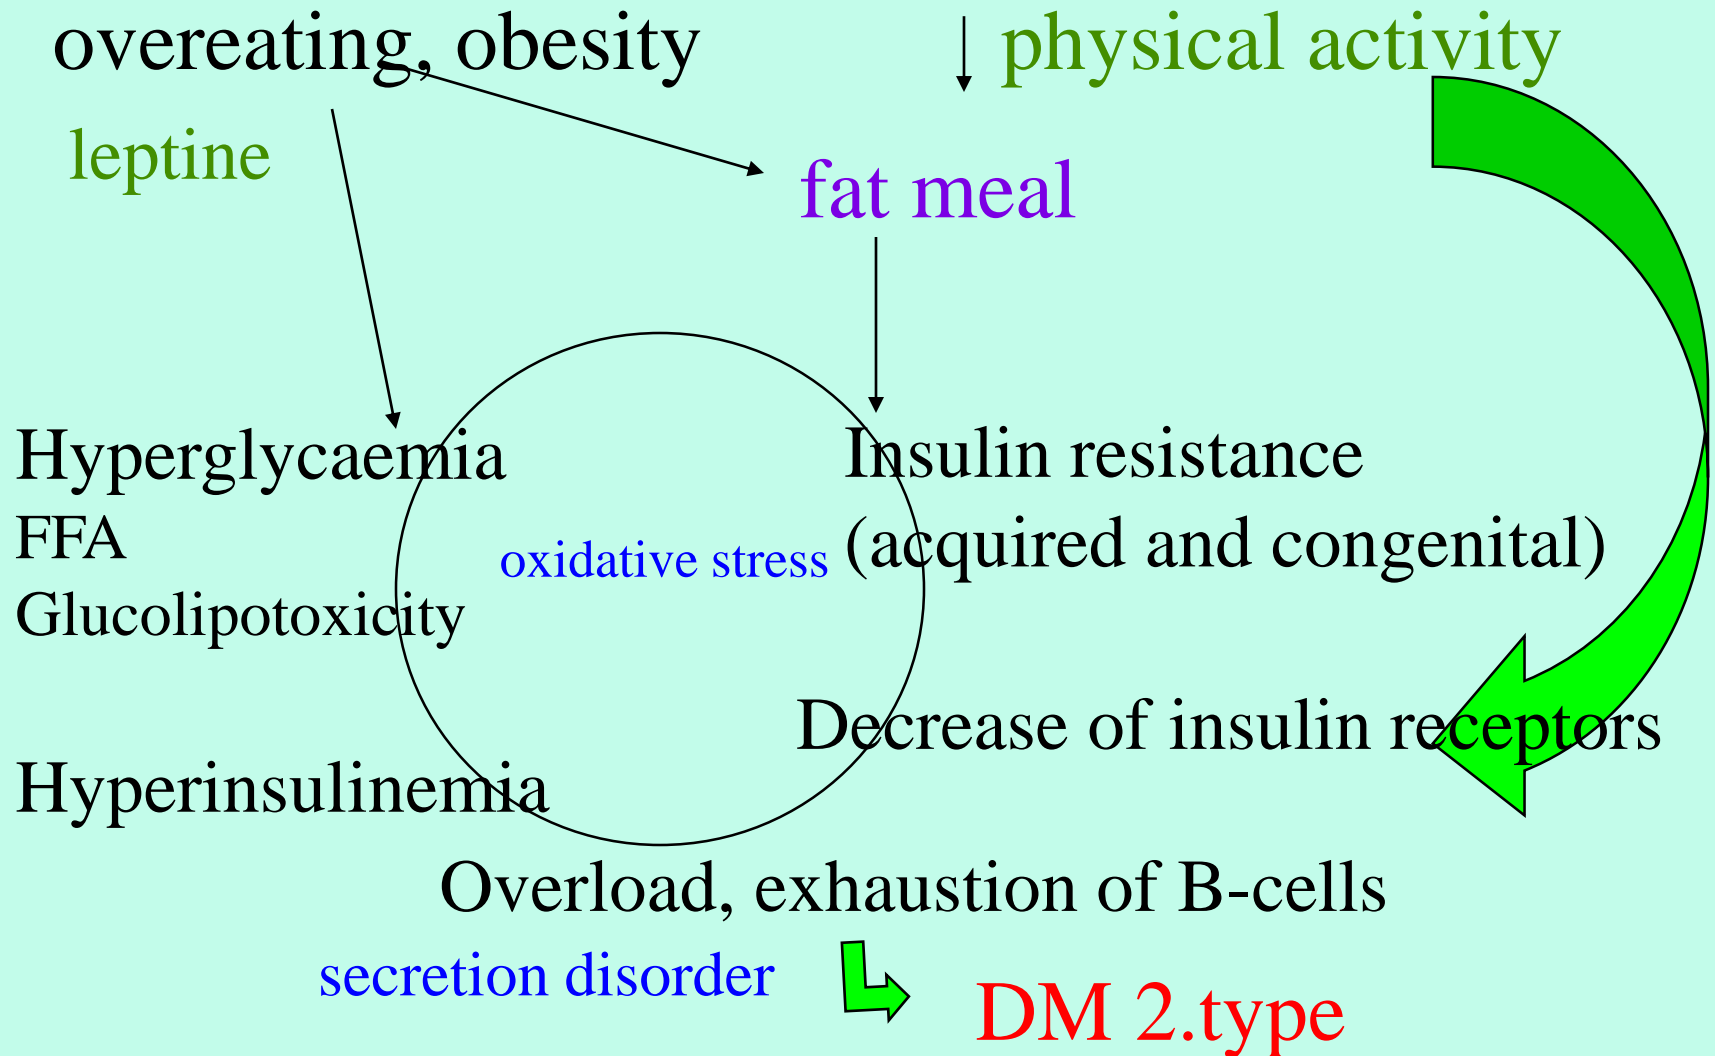 overeating, obesity
physical activity
leptine
fat meal
Hyperglycaemia
Insulin resistance
FFA
oxidative stress
(acquired and congenital)
Glucolipotoxicity
Decrease of insulin receptors
Hyperinsulinemia
Overload, exhaustion of B-cells
secretion disorder
DM 2.type